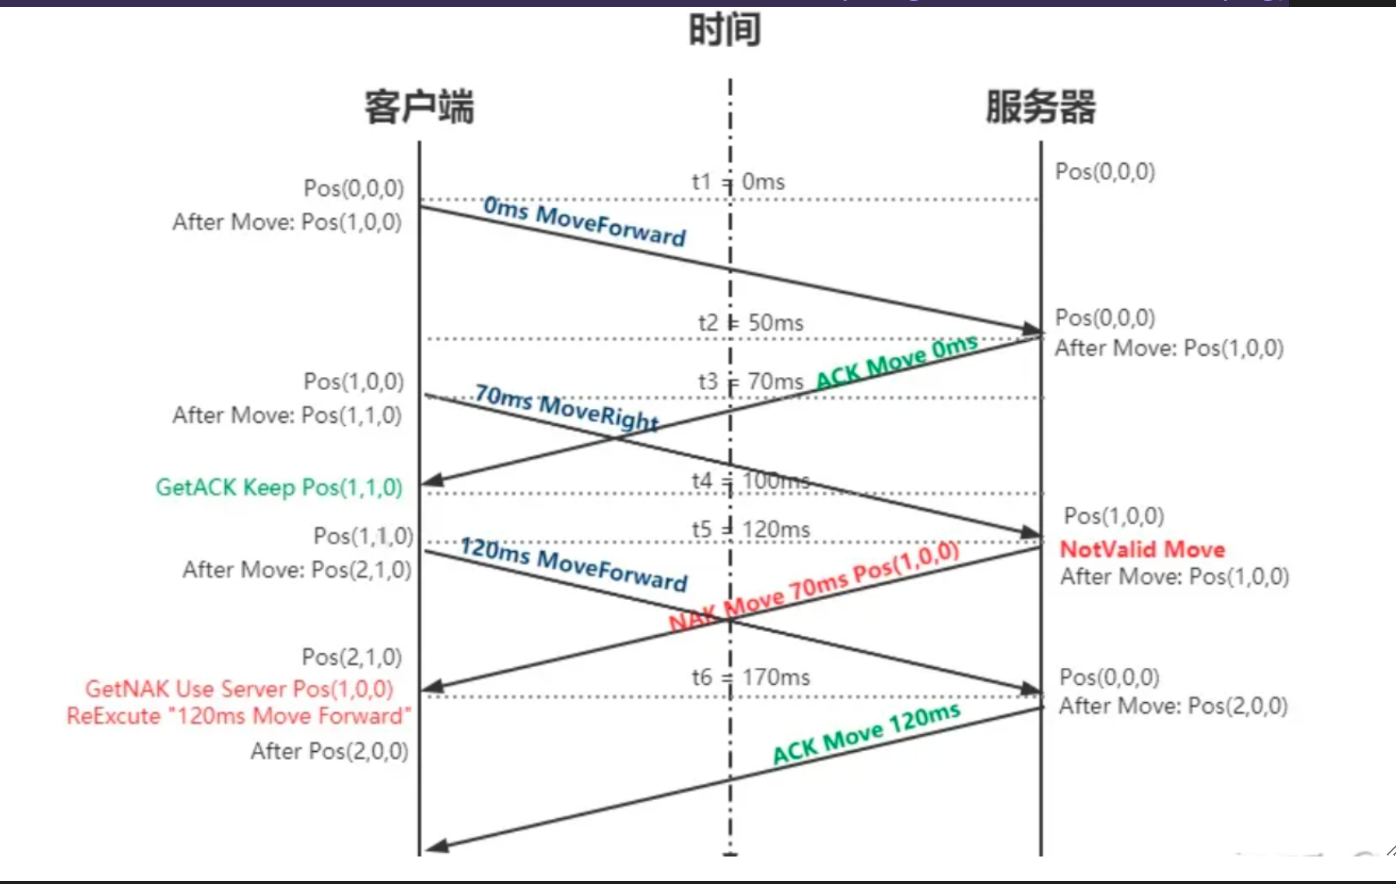 时间
客户端
服务器
Pos(0,0,0)
After Move: Pos(1,0,0)
t1 = 0ms
Pos(0,0,0)
0ms MoveForward
t2 = 50ms
Pos(0,0,0)
After Move: Pos(1,0,0)
ACK Move 0ms
Pos(1,0,0)
After Move: Pos(1,1,0)
t3 = 70ms
70ms MoveRight
GetACK Keep Pos(1,1,0)
t4 = 100ms
Pos(1,0,0)
NotValid Move
After Move: Pos(1,0,0)
Pos(1,1,0)
After Move: Pos(2,1,0)
t5 = 120ms
120ms MoveForward
NAK Move 70ms Pos(1,0,0)
Pos(2,1,0)
GetNAK Use Server Pos(1,0,0)
ReExcute "120ms Move Forward"
After Pos(2,0,0)
t6 = 170ms
Pos(0,0,0)
After Move: Pos(2,0,0)
ACK Move 120ms